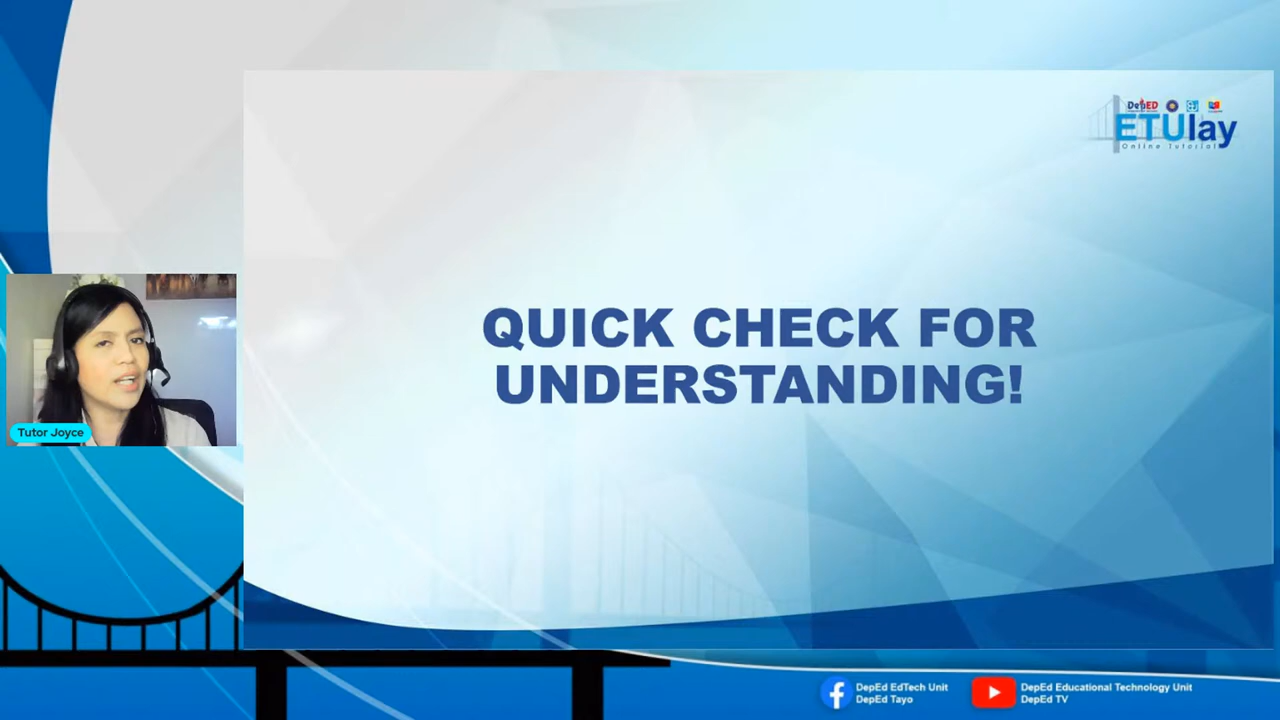 DepED
ETUlay
Online Tutorial
QUICK CHECK FOR
UNDERSTANDING!
Tutor Joyce
DepEd EdTech Unit
DepEd Tayo
DepEd Educational Technology Unit
DepEd TV